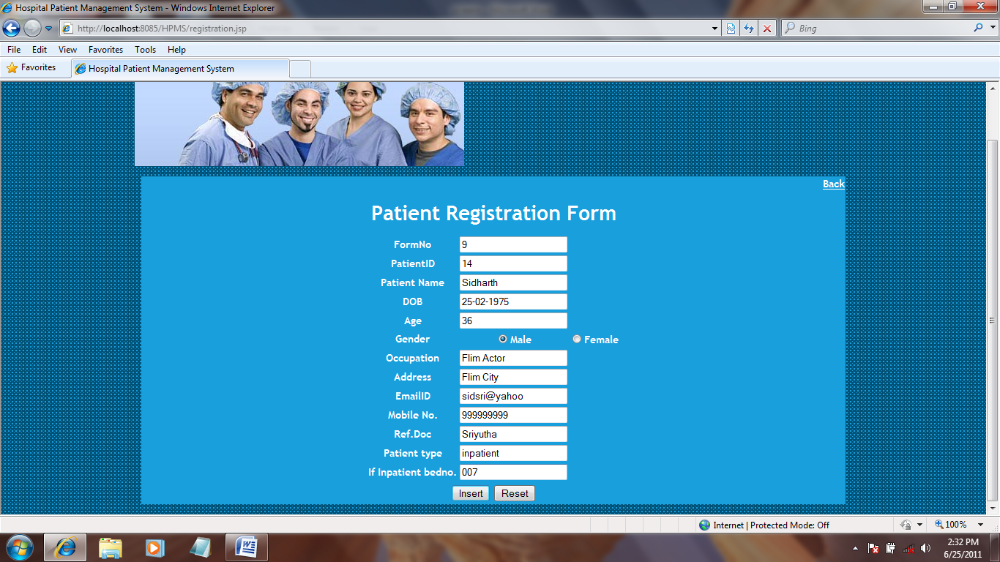 Hospital Patient Management System - Windows Internet Explorer
http://localhost:8085/HPMS/registration.jsp
Bing
File Edit View Favorites Tools Help
Favorites
Hospital Patient Management System
Back
Patient Registration Form
FormNo 9
PatientID 14
Patient Name Sidharth
DOB 25-02-1975
Age 36
Gender Male Female
Occupation Flim Actor
Address Flim City
EmailID sidsri@yahoo
Mobile No. 999999999
Ref.Doc Sriyutha
Patient type inpatient
If Inpatient bedno. 007
Insert Reset
Internet | Protected Mode: Off
100%
2:32 PM
6/25/2011